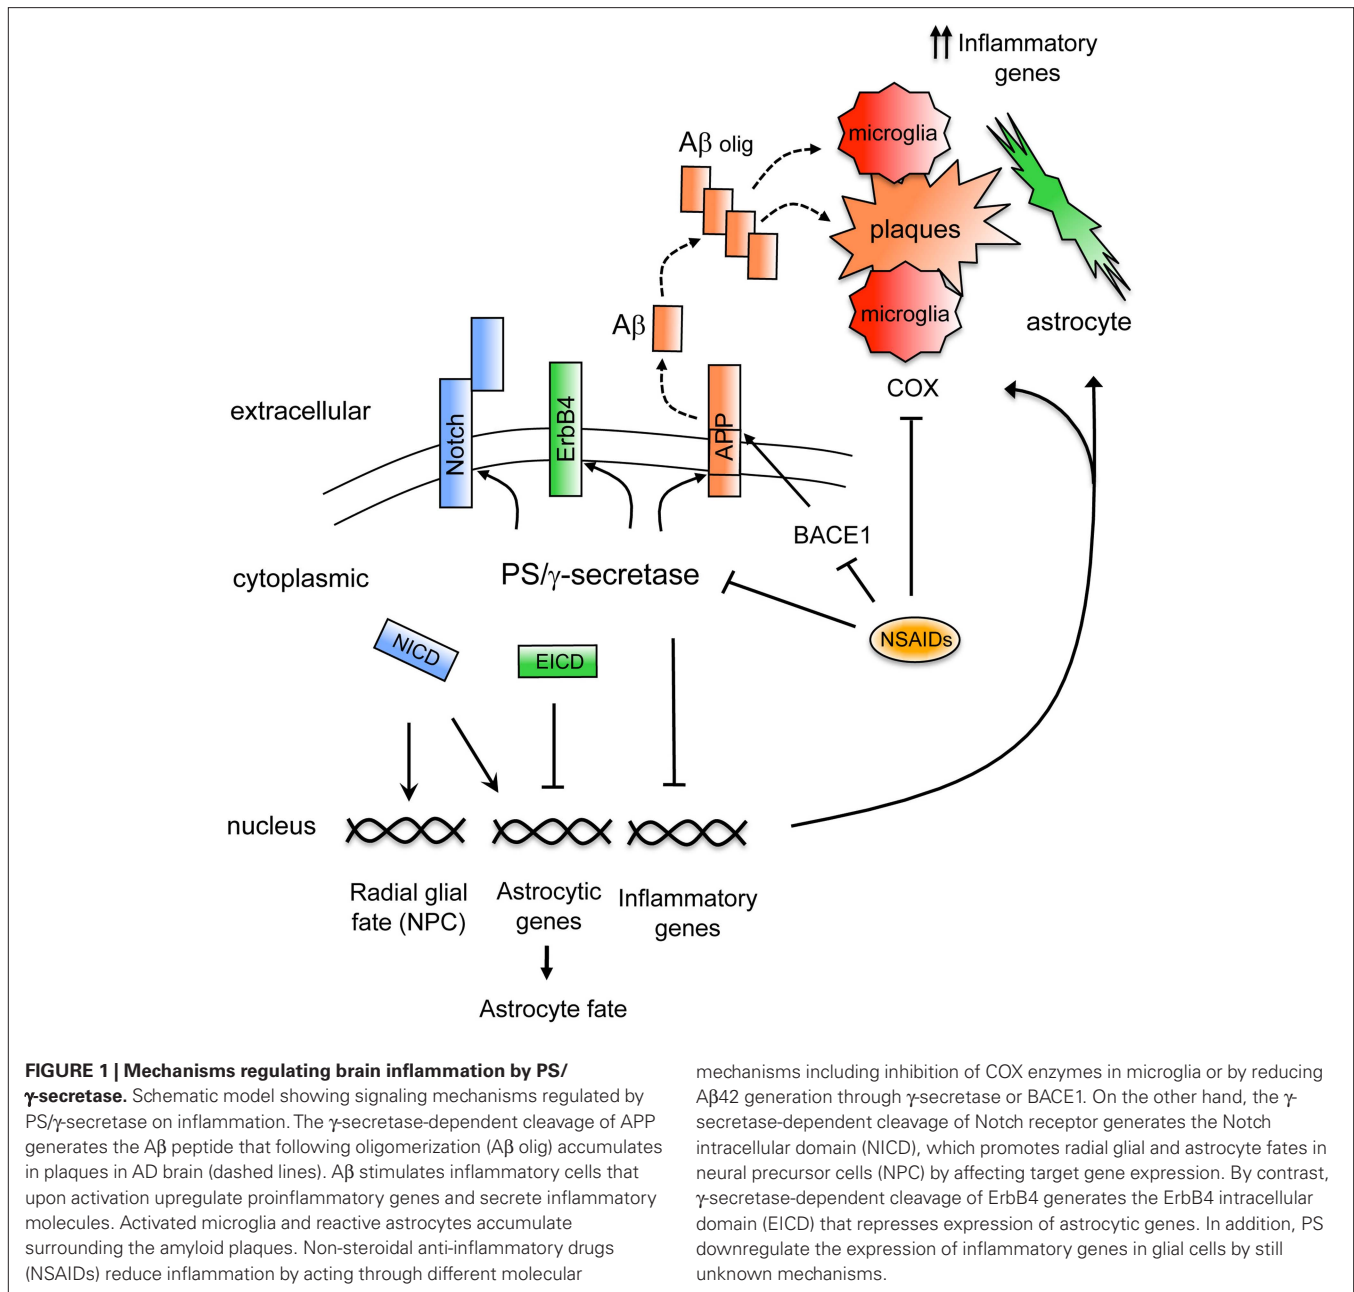 Inflammatory
genes
microglia
Aβ olig
plaques
microglia
Aβ
astrocyte
COX
extracellular
Notch
ErbB4
APP
BACE1
cytoplasmic
PS/γ-secretase
NSAIDs
NICD
EICD
nucleus
Radial glial
fate (NPC)
Astrocytic
genes
Inflammatory
genes
Astrocyte fate
FIGURE 1 | Mechanisms regulating brain inflammation by PS/
γ-secretase. Schematic model showing signaling mechanisms regulated by
PS/γ-secretase on inflammation. The γ-secretase-dependent cleavage of APP
generates the Aβ peptide that following oligomerization (Aβ olig) accumulates
in plaques in AD brain (dashed lines). Aβ stimulates inflammatory cells that
upon activation upregulate proinflammatory genes and secrete inflammatory
molecules. Activated microglia and reactive astrocytes accumulate
surrounding the amyloid plaques. Non-steroidal anti-inflammatory drugs
(NSAIDs) reduce inflammation by acting through different molecular
mechanisms including inhibition of COX enzymes in microglia or by reducing
Aβ42 generation through γ-secretase or BACE1. On the other hand, the γ-
secretase-dependent cleavage of Notch receptor generates the Notch
intracellular domain (NICD), which promotes radial glial and astrocyte fates in
neural precursor cells (NPC) by affecting target gene expression. By contrast,
γ-secretase-dependent cleavage of ErbB4 generates the ErbB4 intracellular
domain (EICD) that represses expression of astrocytic genes. In addition, PS
downregulate the expression of inflammatory genes in glial cells by still
unknown mechanisms.